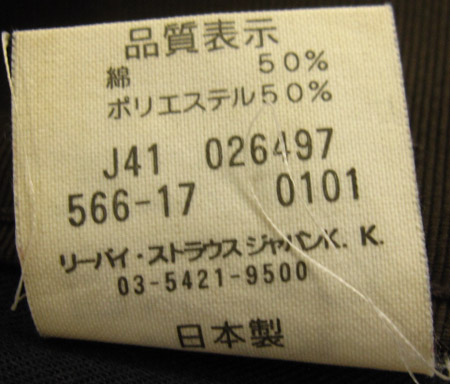 品質表示
綿 50%
ポリエステル50%
J41 026497
566-17 0101
リーバイ・ストラウスジャパンK.K.
03-5421-9500
日本製